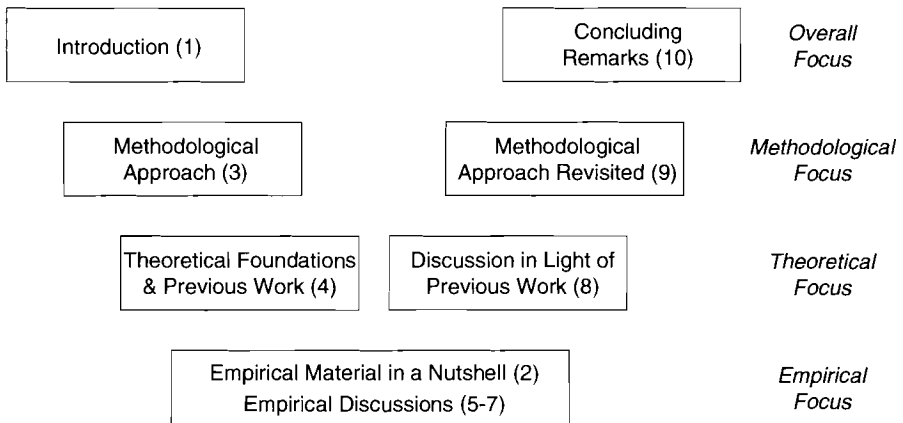 Introduction (1)
Concluding
Remarks (10)
Overall
Focus
Methodological
Approach (3)
Methodological
Approach Revisited (9)
Methodological
Focus
Theoretical Foundations
& Previous Work (4)
Discussion in Light of
Previous Work (8)
Theoretical
Focus
Empirical Material in a Nutshell (2)
Empirical Discussions (5-7)
Empirical
Focus